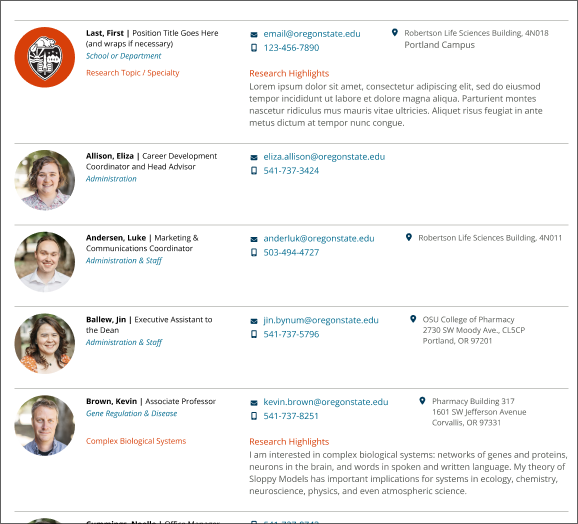 Last, First | Position Title Goes Here
(and wraps if necessary)
School or Department
Research Topic / Specialty
email@oregonstate.edu
123-456-7890
Robertson Life Sciences Building, 4N018
Portland Campus
Research Highlights
Lorem ipsum dolor sit amet, consectetur adipiscing elit, sed do eiusmod
tempor incididunt ut labore et dolore magna aliqua. Parturient montes
nascetur ridiculus mus mauris vitae ultricies. Aliquet risus feugiat in ante
metus dictum at tempor nunc congue.
Allison, Eliza | Career Development
Coordinator and Head Advisor
Administration
eliza.allison@oregonstate.edu
541-737-3424
Andersen, Luke | Marketing &
Communications Coordinator
Administration & Staff
anderluk@oregonstate.edu
503-494-4727
Robertson Life Sciences Building, 4N011
Ballew, Jin | Executive Assistant to
the Dean
Administration & Staff
jin.bynum@oregonstate.edu
541-737-5796
OSU College of Pharmacy
2730 SW Moody Ave., CL5CP
Portland, OR 97201
Brown, Kevin | Associate Professor
Gene Regulation & Disease
Complex Biological Systems
kevin.brown@oregonstate.edu
541-737-8251
Pharmacy Building 317
1601 SW Jefferson Avenue
Corvallis, OR 97331
Research Highlights
I am interested in complex biological systems: networks of genes and proteins,
neurons in the brain, and words in spoken and written language. My theory of
Sloppy Models has important implications for systems in ecology, chemistry,
neuroscience, physics, and even atmospheric science.
Cummings, Noelle | Office Manager